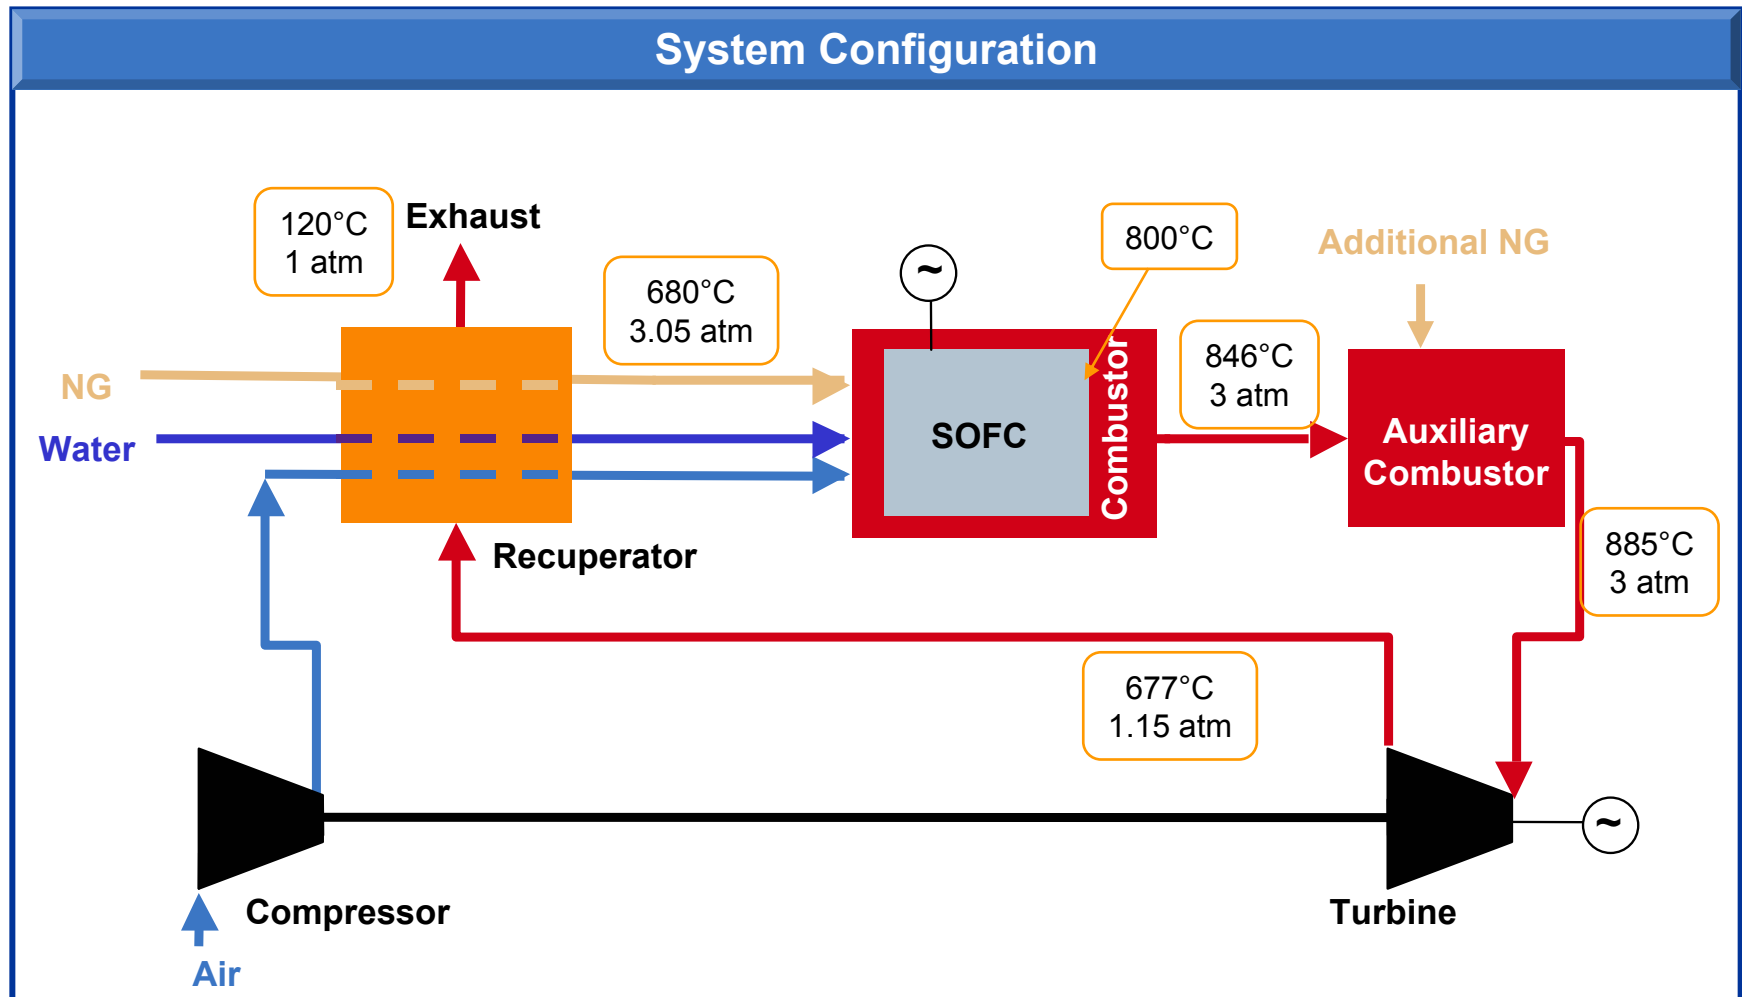 System Configuration
120°C
1 atm
Exhaust
680°C
3.05 atm
~
800°C
Additional NG
846°C
3 atm
NG
Water
SOFC
Combustor
Auxiliary
Combustor
885°C
3 atm
Recuperator
677°C
1.15 atm
~
Compressor
Turbine
Air